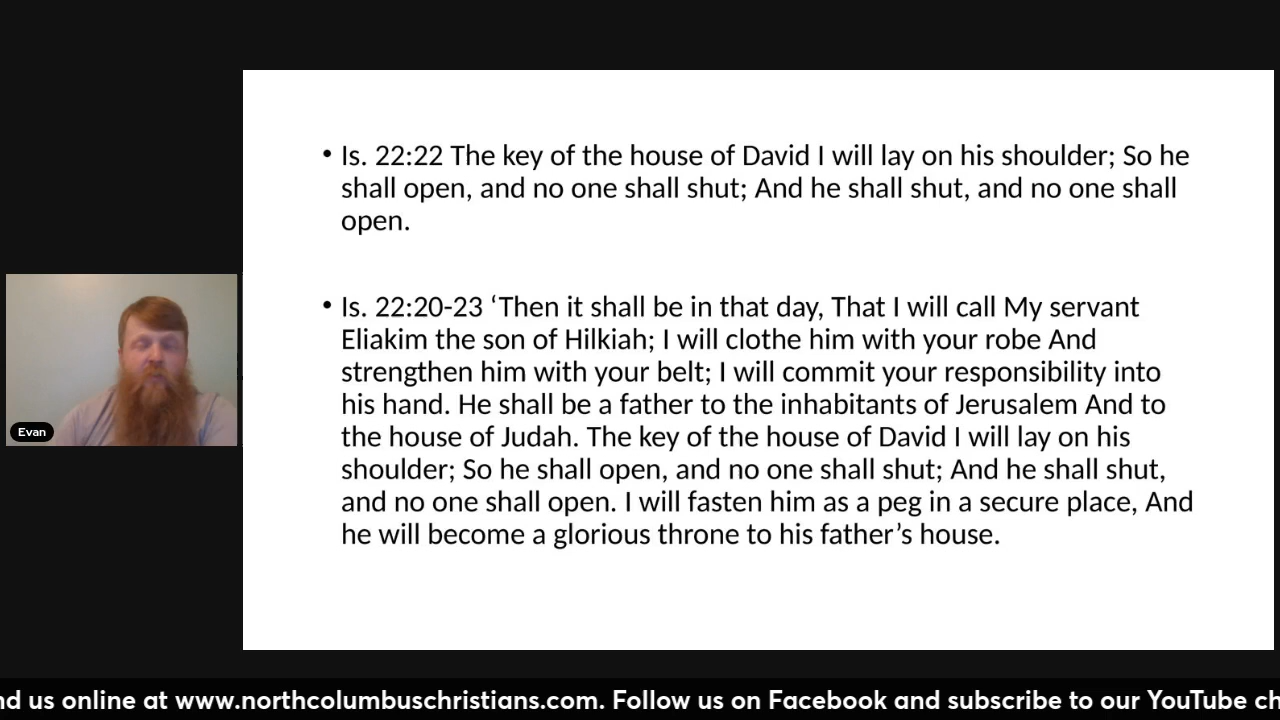 • Is. 22:22 The key of the house of David I will lay on his shoulder; So he
shall open, and no one shall shut; And he shall shut, and no one shall
open.
• Is. 22:20-23 ‘Then it shall be in that day, That I will call My servant
Eliakim the son of Hilkiah; I will clothe him with your robe And
strengthen him with your belt; I will commit your responsibility into
his hand. He shall be a father to the inhabitants of Jerusalem And to
the house of Judah. The key of the house of David I will lay on his
shoulder; So he shall open, and no one shall shut; And he shall shut,
and no one shall open. I will fasten him as a peg in a secure place, And
he will become a glorious throne to his father’s house.
Evan
us online at www.northcolumbuschristians.com. Follow us on Facebook and subscribe to our YouTube